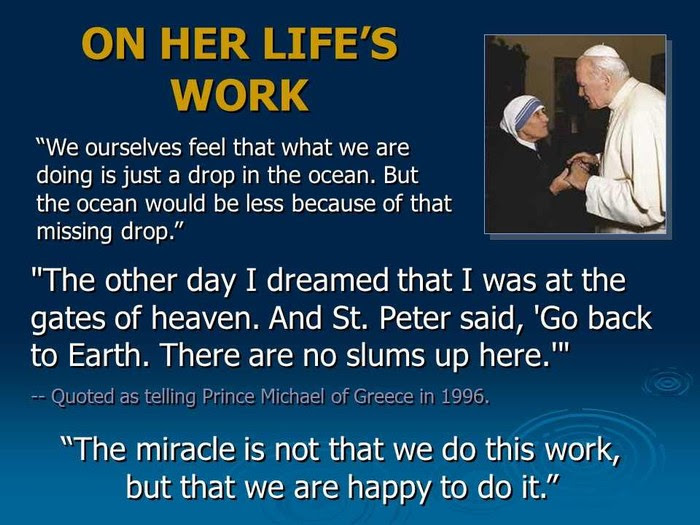 ON HER LIFE’S
WORK
“We ourselves feel that what we are
doing is just a drop in the ocean. But
the ocean would be less because of that
missing drop.”
"The other day I dreamed that I was at the
gates of heaven. And St. Peter said, 'Go back
to Earth. There are no slums up here.'"
-- Quoted as telling Prince Michael of Greece in 1996.
“The miracle is not that we do this work,
but that we are happy to do it.”